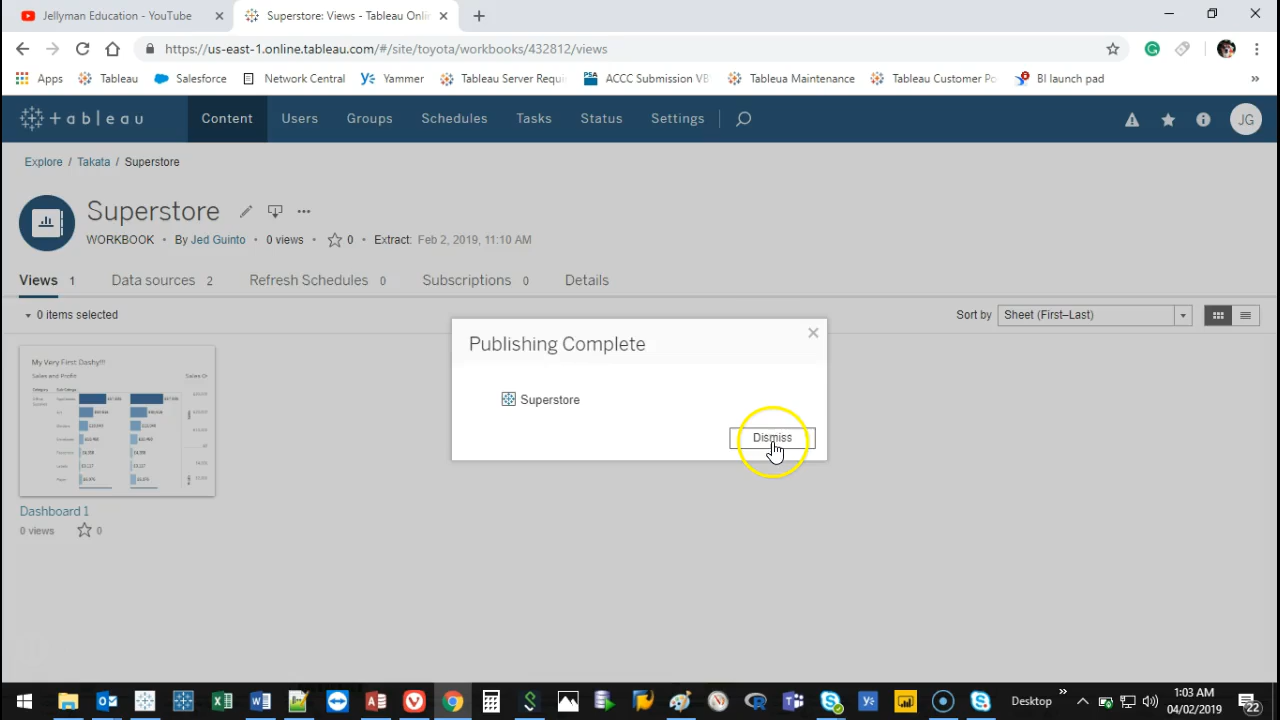 Jellyman Education - YouTube
Superstore: Views - Tableau Onli
https://us-east-1.online.tableau.com/#/site/toyota/workbooks/432812/views
Apps
Tableau
Salesforce
Network Central
Yammer
Tableau Server Requi
ACCC Submission VB
Tableua Maintenance
Tableau Customer Po
BI launch pad
»
+ a b l e a u
Content
Users
Groups
Schedules
Tasks
Status
Settings
JG
Explore / Takata / Superstore
Superstore
WORKBOOK • By Jed Guinto • 0 views • 0 • Extract: Feb 2, 2019, 11:10 AM
Views 1
Data sources 2
Refresh Schedules 0
Subscriptions 0
Details
0 items selected
Sort by
Sheet (First–Last)
Publishing Complete
Superstore
Dismiss
My Very First Dashy!!!
Sales and Profit
Dashboard 1
0 views 0
Desktop
1:03 AM
04/02/2019
22